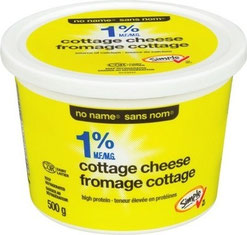 no name® sans nom®
1%
M.F./M.G.
cottage cheese
fromage cottage
Simple
no name® sans nom®
1%
M.F./M.G.
cottage cheese
fromage cottage
high protein · teneur élevée en protéines
500 g
Simple